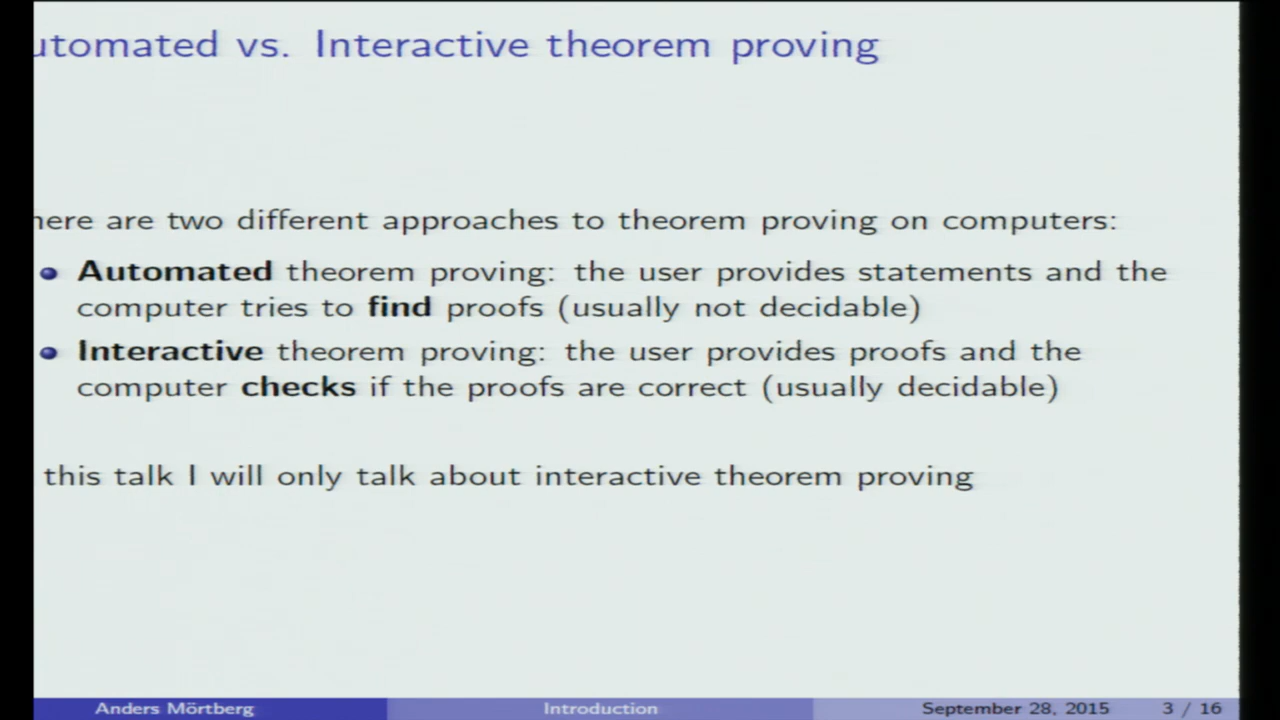 utomated vs. Interactive theorem proving
here are two different approaches to theorem proving on computers:
Automated theorem proving: the user provides statements and the
computer tries to find proofs (usually not decidable)
Interactive theorem proving: the user provides proofs and the
computer checks if the proofs are correct (usually decidable)
this talk I will only talk about interactive theorem proving
Anders Mörtberg Introduction September 28, 2015 3 / 16